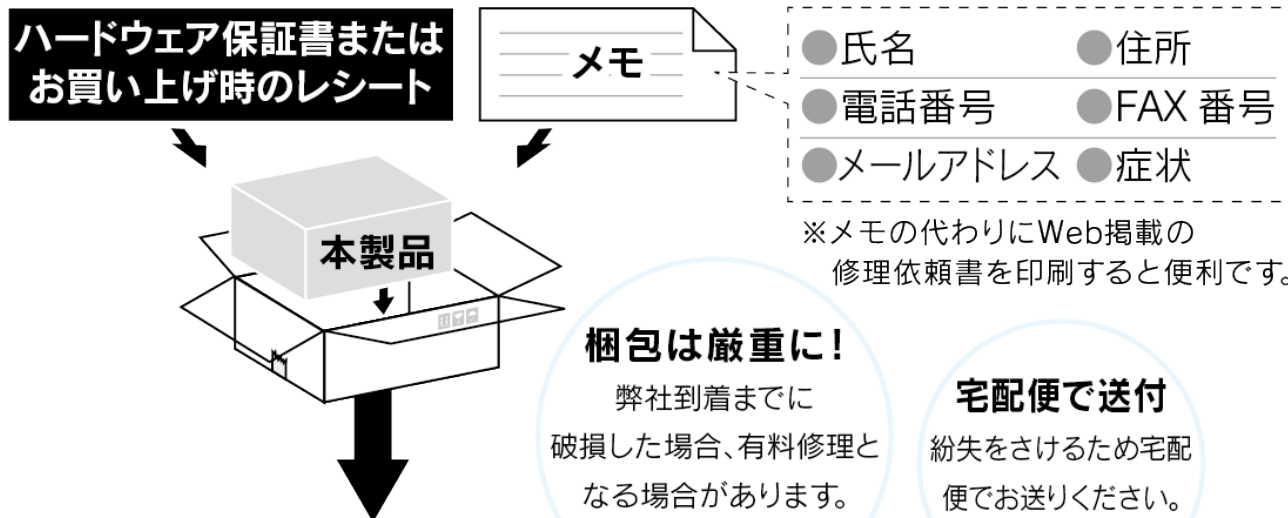 ハードウェア保証書または
お買い上げ時のレシート
メモ
●氏名 ●住所
●電話番号 ●FAX 番号
●メールアドレス ●症状
※メモの代わりにWeb掲載の
修理依頼書を印刷すると便利です。
本製品
梱包は厳重に!
弊社到着までに
破損した場合、有料修理と
なる場合があります。
宅配便で送付
紛失をさけるため宅配
便でお送りください。